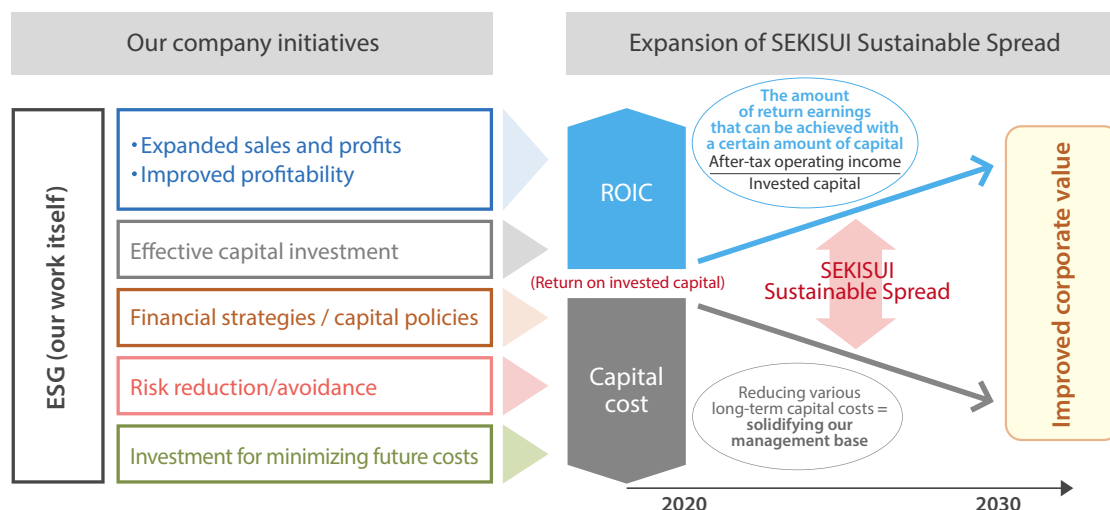 Our company initiatives
Expansion of SEKISUI Sustainable Spread
ESG (our work itself)
・Expanded sales and profits
・Improved profitability
Effective capital investment
Financial strategies / capital policies
Risk reduction/avoidance
Investment for minimizing future costs
ROIC
(Return on invested capital)
Capital
cost
The amount
of return earnings
that can be achieved with
a certain amount of capital
After-tax operating income
Invested capital
SEKISUI
Sustainable Spread
Reducing various
long-term capital costs =
solidifying our
management base
2020
2030
Improved corporate value